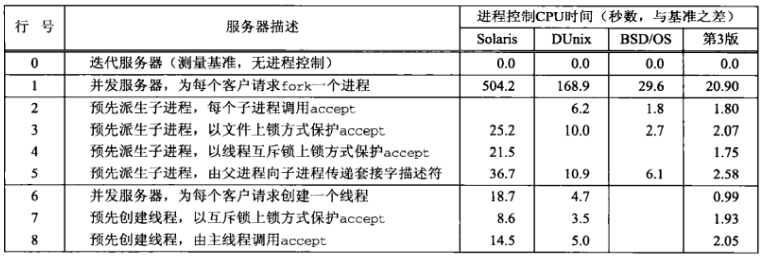 行 号 服务器描述 进程控制CPU时间(秒数,与基准之差)
Solaris DUnix BSD/OS 第3版
0 迭代服务器(测量基准,无进程控制) 0.0 0.0 0.0 0.0
1 并发服务器,为每个客户请求fork一个进程 504.2 168.9 29.6 20.90
2 预先派生子进程,每个子进程调用accept 6.2 1.8 1.80
3 预先派生子进程,以文件上锁方式保护accept 25.2 10.0 2.7 2.07
4 预先派生子进程,以线程互斥锁上锁方式保护accept 21.5 1.75
5 预先派生子进程,由父进程向子进程传递套接字描述符 36.7 10.9 6.1 2.58
6 并发服务器,为每个客户请求创建一个线程 18.7 4.7 0.99
7 预先创建线程,以互斥锁上锁方式保护accept 8.6 3.5 1.93
8 预先创建线程,由主线程调用accept 14.5 5.0 2.05